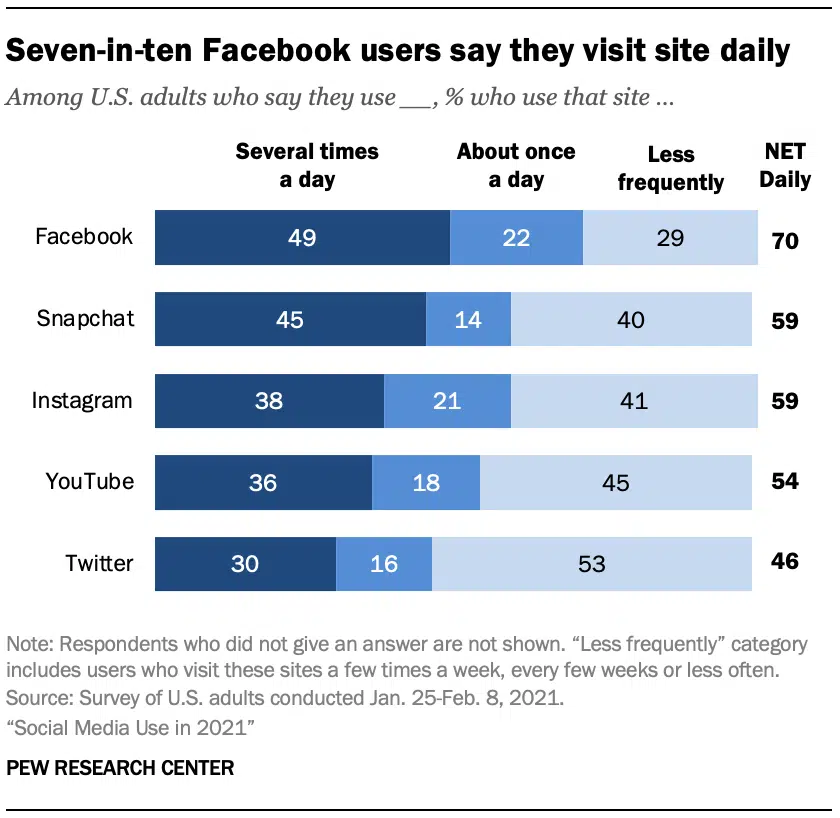 Seven-in-ten Facebook users say they visit site daily
Among U.S. adults who say they use __, % who use that site ...
Several times a day
About once a day
Less frequently
NET Daily
Facebook 49 22 29 70
Snapchat 45 14 40 59
Instagram 38 21 41 59
YouTube 36 18 45 54
Twitter 30 16 53 46
Note: Respondents who did not give an answer are not shown. “Less frequently” category
includes users who visit these sites a few times a week, every few weeks or less often.
Source: Survey of U.S. adults conducted Jan. 25-Feb. 8, 2021.
“Social Media Use in 2021”
PEW RESEARCH CENTER